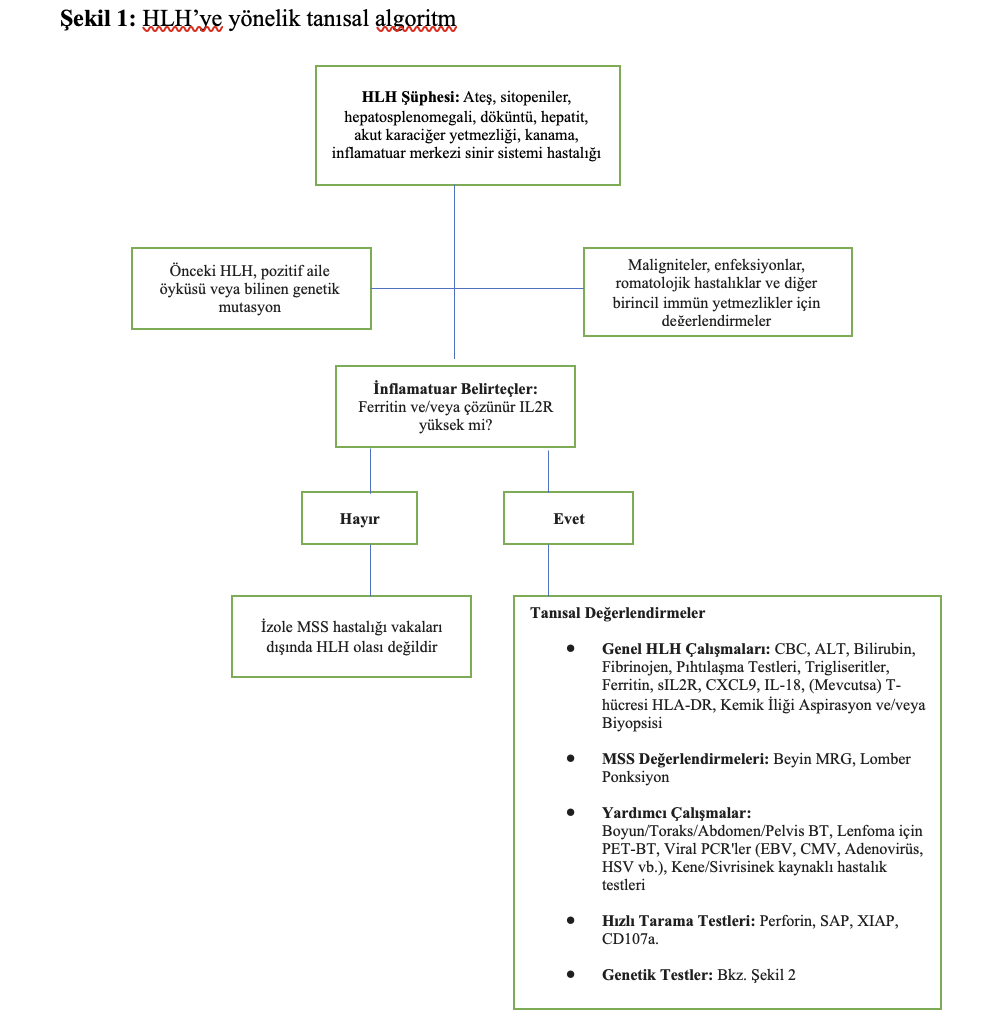 Şekil 1: HLH’ye yönelik tanısal algoritm
HLH Şüphesi: Ateş, sitopeniler,
hepatosplenomegali, döküntü, hepatit,
akut karaciğer yetmezliği, kanama,
inflamatuar merkezi sinir sistemi hastalığı
Önceki HLH, pozitif aile
öyküsü veya bilinen genetik
mutasyon
Maligniteler, enfeksiyonlar,
romatolojik hastalıklar ve diğer
birincil immün yetmezlikler için
değerlendirmeler
İnflamatuar Belirteçler:
Ferritin ve/veya çözünür IL2R
yüksek mi?
Hayır
Evet
İzole MSS hastalığı vakaları
dışında HLH olası değildir
Tanısal Değerlendirmeler
● Genel HLH Çalışmaları: CBC, ALT, Bilirubin,
Fibrinojen, Pıhtılaşma Testleri, Trigliseritler,
Ferritin, sIL2R, CXCL9, IL-18, (Mevcutsa) T-
hücresi HLA-DR, Kemik İliği Aspirasyon ve/veya
Biyopsisi
● MSS Değerlendirmeleri: Beyin MRG, Lomber
Ponksiyon
● Yardımcı Çalışmalar:
Boyun/Toraks/Abdomen/Pelvis BT, Lenfoma için
PET-BT, Viral PCR'ler (EBV, CMV, Adenovirüs,
HSV vb.), Kene/Sivrisinek kaynaklı hastalık
testleri
● Hızlı Tarama Testleri: Perforin, SAP, XIAP,
CD107a.
● Genetik Testler: Bkz. Şekil 2